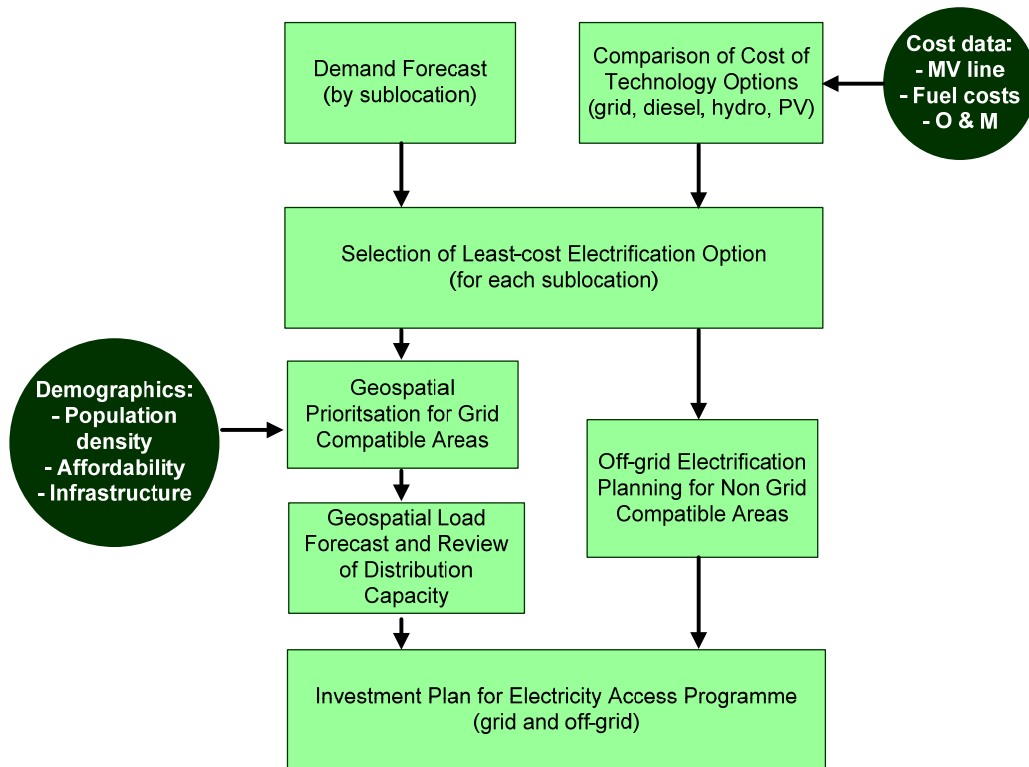 Demand Forecast
(by sublocation)
Comparison of Cost of
Technology Options
(grid, diesel, hydro, PV)
Cost data:
- MV line
- Fuel costs
- O & M
Selection of Least-cost Electrification Option
(for each sublocation)
Demographics:
- Population
density
- Affordability
- Infrastructure
Geospatial
Prioritsation for Grid
Compatible Areas
Off-grid Electrification
Planning for Non Grid
Compatible Areas
Geospatial Load
Forecast and Review
of Distribution
Capacity
Investment Plan for Electricity Access Programme
(grid and off-grid)